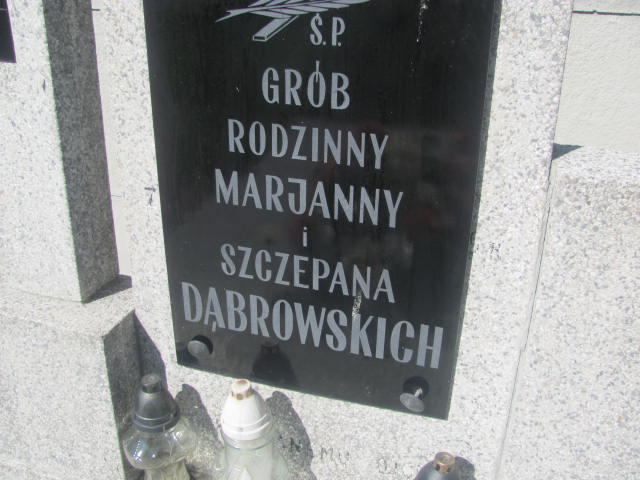 Ś.P.
GRÓB
RODZINNY
MARJANNY
i
SZCZEPANA
DĄBROWSKICH